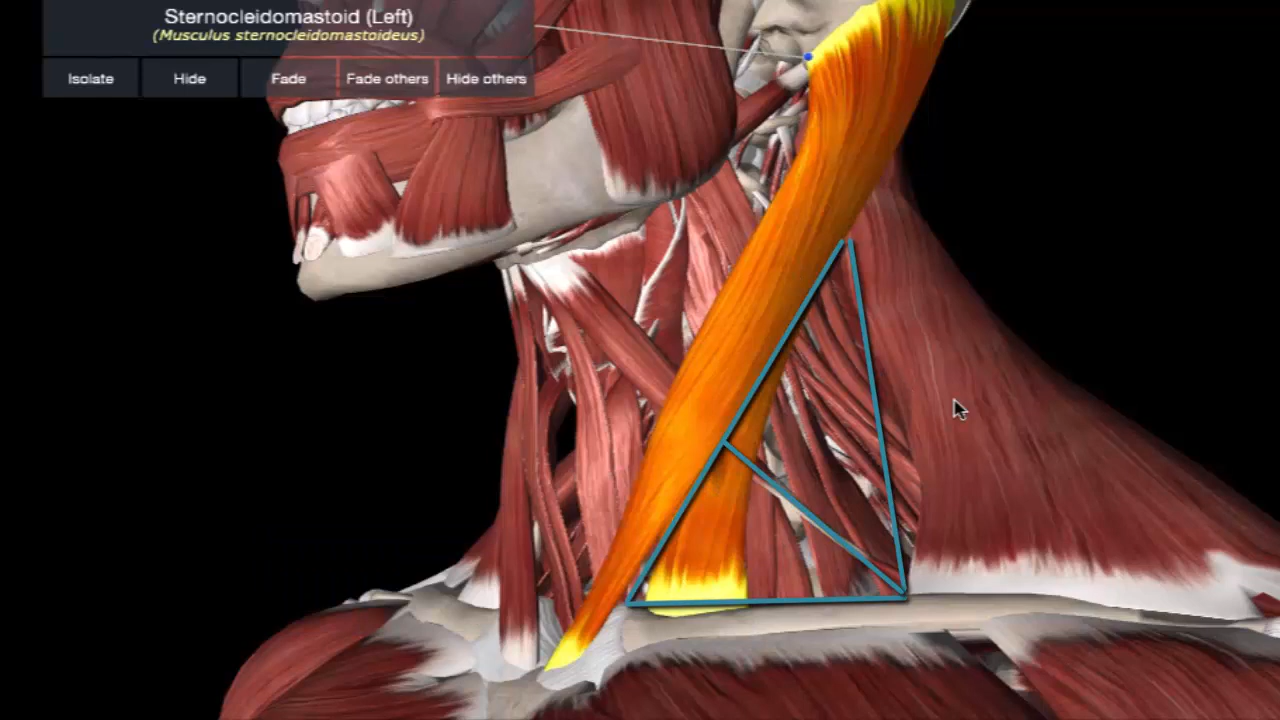 Sternocleidomastoid (Left)
(Musculus sternocleidomastoideus)
Isolate Hide Fade Fade others Hide others